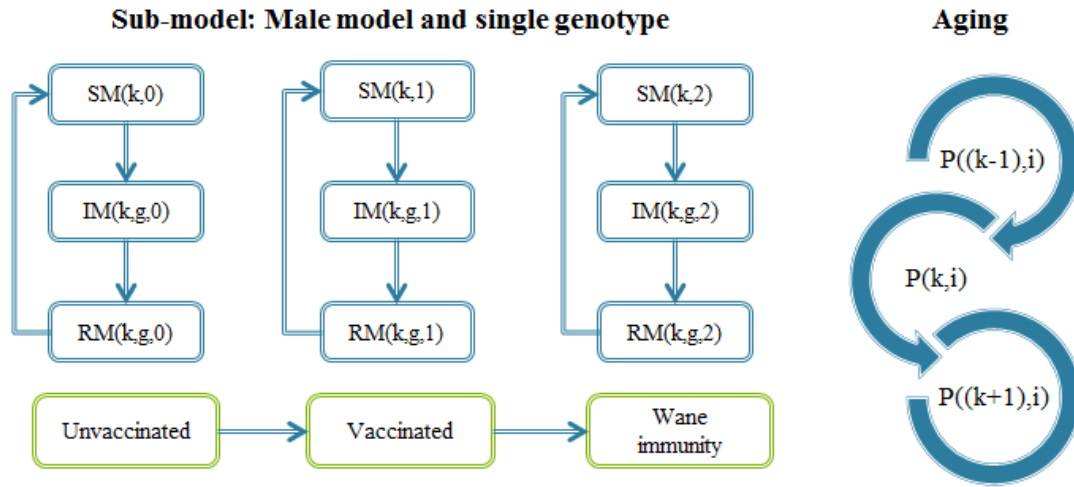 Sub-model: Male model and single genotype
Aging
SM(k,0)
SM(k,1)
SM(k,2)
P((k-1),i)
IM(k,g,0)
IM(k,g,1)
IM(k,g,2)
P(k,i)
RM(k,g,0)
RM(k,g,1)
RM(k,g,2)
P((k+1),i)
Unvaccinated
Vaccinated
Wane
immunity